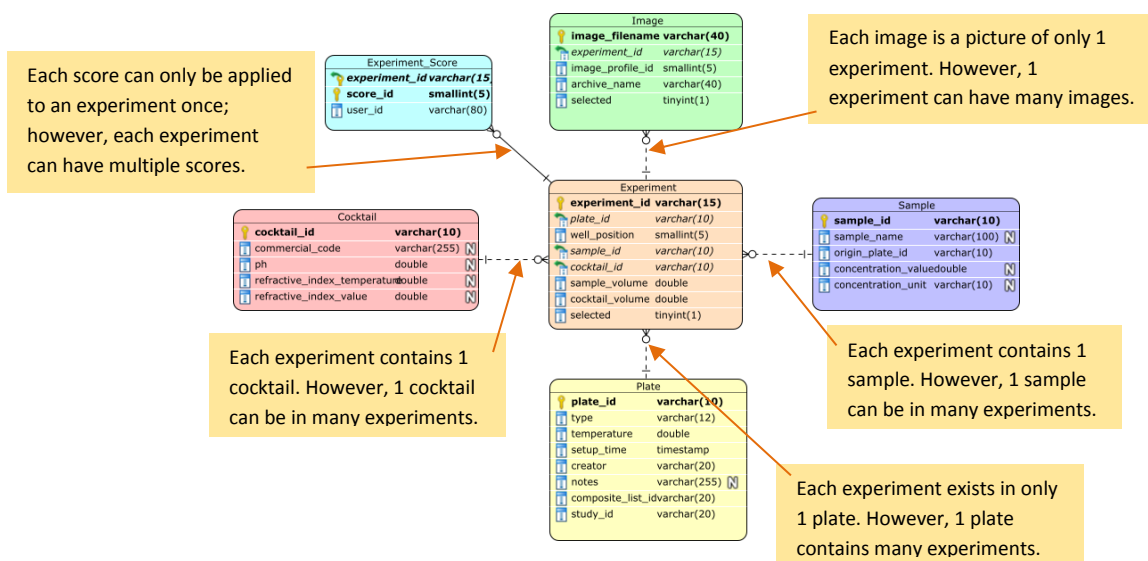 Each score can only be applied
to an experiment once;
however, each experiment
can have multiple scores.
Experiment_Score
experiment_id varchar(15
score_id smallint(5)
user_id varchar(80)
Image
image_filename varchar(40)
experiment_id varchar(15)
image_profile_id smallint(5)
archive_name varchar(40)
selected tinyint(1)
Each image is a picture of only 1
experiment. However, 1
experiment can have many images.
Cocktail
cocktail_id varchar(10)
commercial_code varchar(255) N
ph double N
refractive_index_temperature double N
refractive_index_value double N
Experiment
experiment_id varchar(15)
plate_id varchar(10)
well_position smallint(5)
sample_id varchar(10)
cocktail_id varchar(10)
sample_volume double
cocktail_volume double
selected tinyint(1)
Sample
sample_id varchar(10)
sample_name varchar(100) N
origin_plate_id varchar(10)
concentration_value double N
concentration_unit varchar(10) N
Each experiment contains 1
cocktail. However, 1 cocktail
can be in many experiments.
Plate
plate_id varchar(10)
type varchar(12)
temperature double
setup_time timestamp
creator varchar(20)
notes varchar(255) N
composite_list_id varchar(20)
study_id varchar(20)
Each experiment contains 1
sample. However, 1 sample
can be in many experiments.
Each experiment exists in only
1 plate. However, 1 plate
contains many experiments.